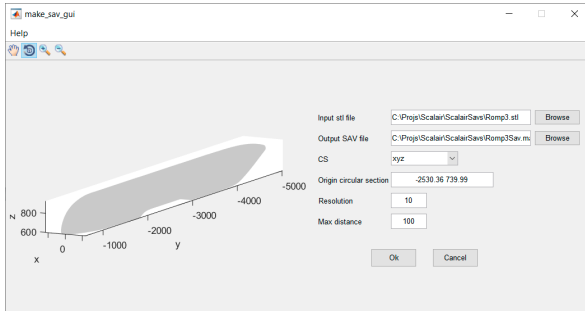 make_sav_gui
Help
Input stl file C:\Projs\Scalair\ScalairSavs\Romp3.stl Browse
Output SAV file C:\Projs\Scalair\ScalairSavs\Romp3Sav.ma Browse
CS xyz
Origin circular section -2530.36 739.99
Resolution 10
Max distance 100
Ok Cancel
z 800
600
x 0 -1000 -2000 -3000 -4000 -5000
y